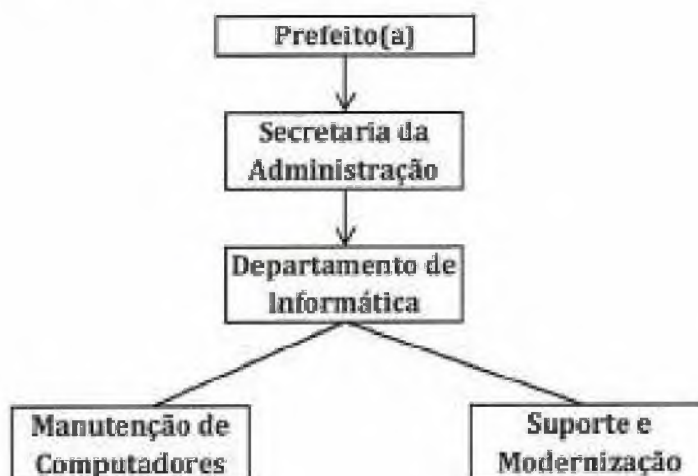 Prefeito(a)
Secretaria da
Administração
Departamento de
Informática
Manutenção de
Computadores
Suporte e
Modernização